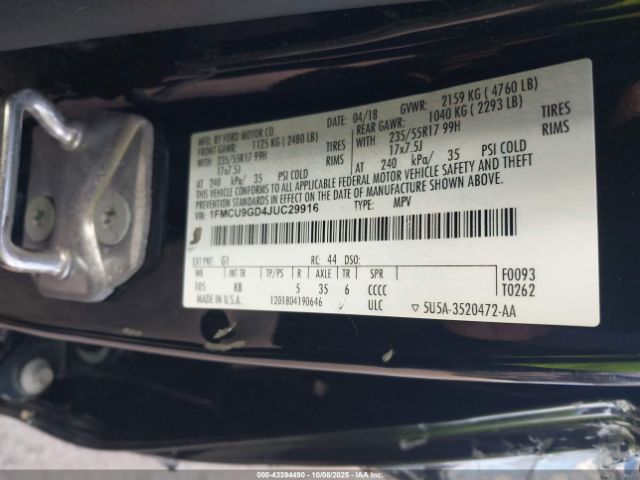 MFD. BY FORD MOTOR CO.
04/18 GVWR: 2159 KG ( 4760 LB)
FRONT GAWR: 1125 KG ( 2480 LB)
REAR GAWR: 1040 KG ( 2293 LB)
WITH 235/55R17 99H TIRES
WITH 235/55R17 99H TIRES
17x7.5J RIMS
17x7.5J RIMS
AT 240 kPa/ 35 PSI COLD
AT 240 kPa/ 35 PSI COLD
THIS VEHICLE CONFORMS TO ALL APPLICABLE FEDERAL MOTOR VEHICLE SAFETY AND THEFT
PREVENTION STANDARDS IN EFFECT ON THE DATE OF MANUFACTURE SHOWN ABOVE.
VIN: 1FMCU9GD4JUC29916
TYPE: MPV
EXT PNT: G1 RC: 44 DSO:
WB INT TR TP/PS R AXLE TR SPR
105 KB 5 35 6 CCCC
F0093
T0262
MADE IN U.S.A. 1201804190646 ULC 5U5A-3520472-AA
000-43394490 10/08/2025 COPART